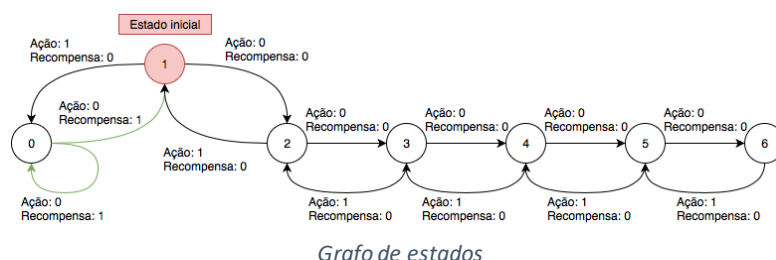 Estado inicial
Ação: 1
Recompensa: 0
1
Ação: 0
Recompensa: 0
Ação: 0
Recompensa: 1
0
Ação: 0
Recompensa: 1
Ação: 1
Recompensa: 0
2
Ação: 0
Recompensa: 0
3
Ação: 0
Recompensa: 0
4
Ação: 0
Recompensa: 0
5
Ação: 0
Recompensa: 0
6
Ação: 1
Recompensa: 0
Ação: 1
Recompensa: 0
Ação: 1
Recompensa: 0
Ação: 1
Recompensa: 0
Grafo de estados